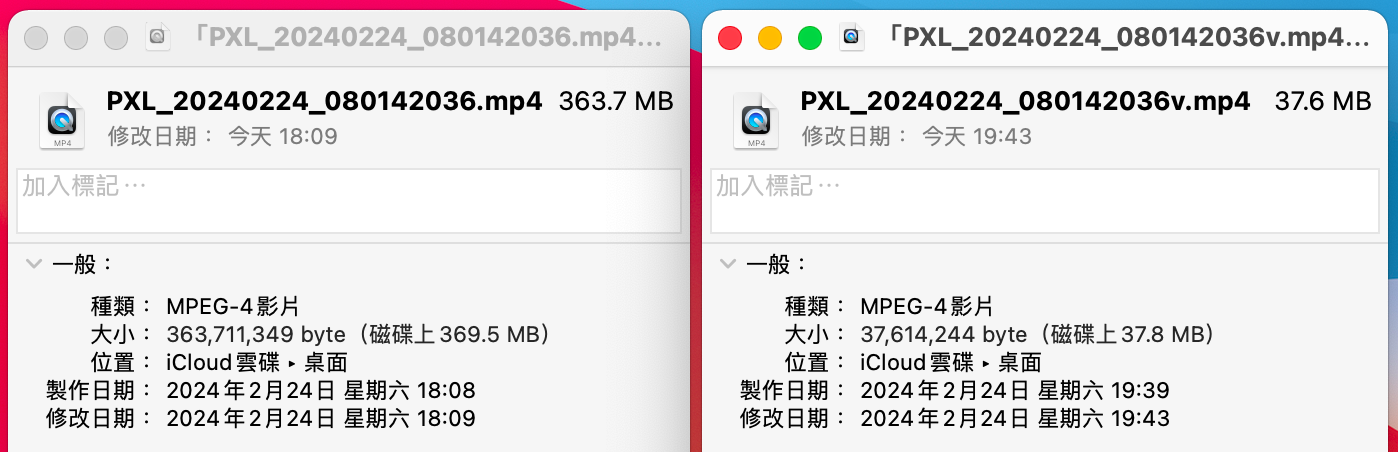 「PXL_20240224_080142036.mp4...
PXL_20240224_080142036.mp4 363.7 MB
修改日期： 今天 18:09
MP4
加入標記⋯
一般：
種類： MPEG-4影片
大小： 363,711,349 byte（磁碟上369.5 MB）
位置： iCloud雲碟 ▸ 桌面
製作日期： 2024年2月24日 星期六 18:08
修改日期： 2024年2月24日 星期六 18:09
「PXL_20240224_080142036v.mp4...
PXL_20240224_080142036v.mp4 37.6 MB
修改日期： 今天 19:43
MP4
加入標記⋯
一般：
種類： MPEG-4影片
大小： 37,614,244 byte（磁碟上37.8 MB）
位置： iCloud雲碟 ▸ 桌面
製作日期： 2024年2月24日 星期六 19:39
修改日期： 2024年2月24日 星期六 19:43